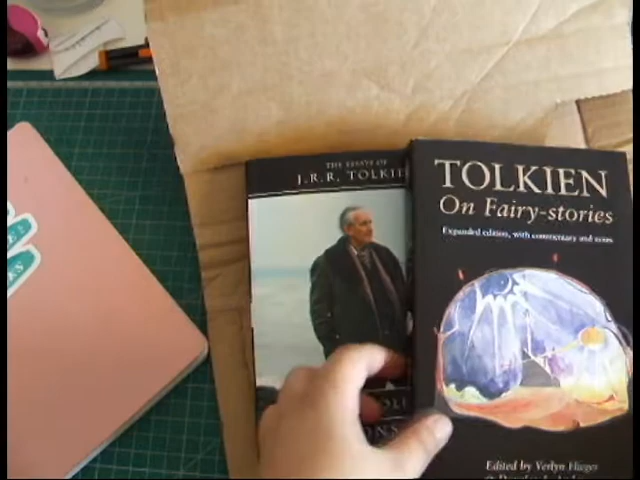 THE ESSAYS OF
J.R.R. TOLKIE
TOLKIEN
On Fairy-stories
Expanded edition, with commentary and notes
Edited by Verlyn Flieger